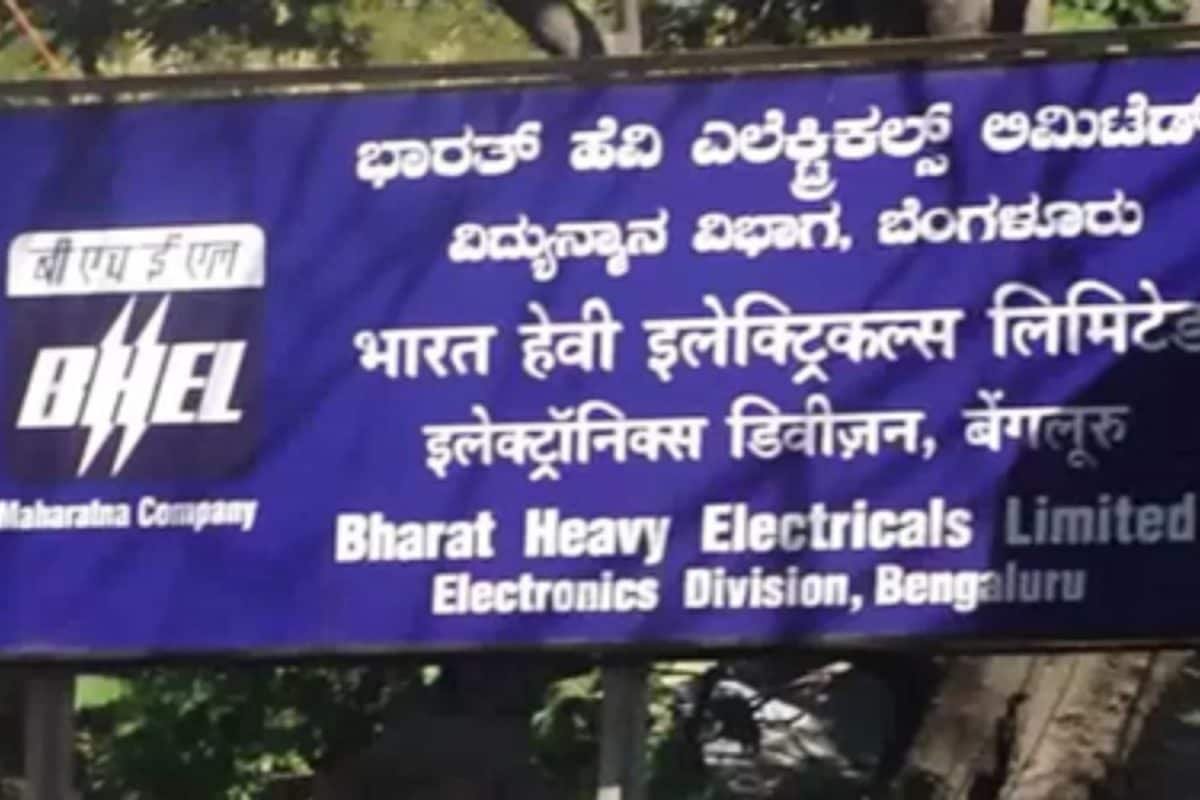 ಭಾರತ್ ಹೆವಿ ಎಲೆಕ್ಟ್ರಿಕಲ್ಸ್ ಲಿಮಿಟೆಡ್
ವಿದ್ಯುನ್ಮಾನ ವಿಭಾಗ, ಬೆಂಗಳೂರು
भारत हेवी इलेक्ट्रिकल्स लिमिटेड
इलेक्ट्रॉनिक्स डिवीज़न, बेंगलूरु
Bharat Heavy Electricals Limited
Electronics Division, Bengaluru
बी एच ई एल
BHEL
Maharatna Company